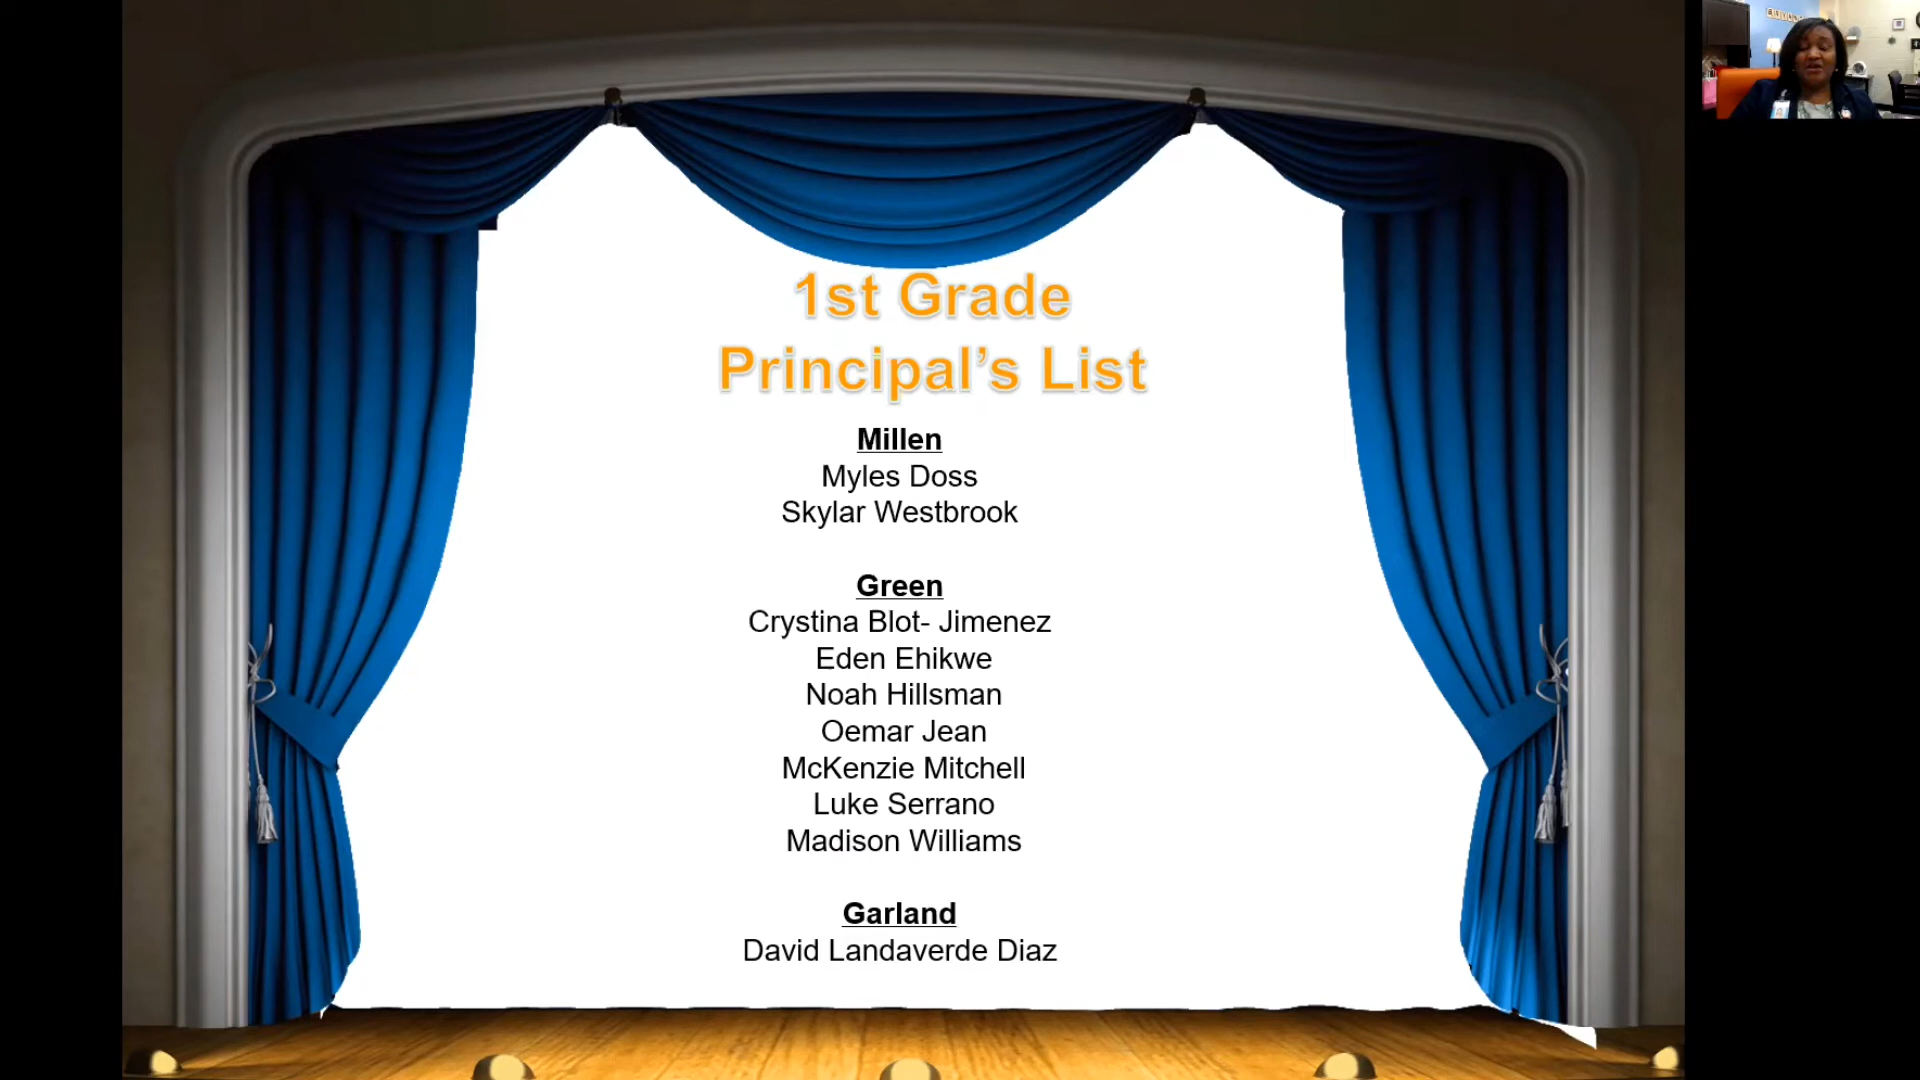 1st Grade
Principal’s List
Millen
Myles Doss
Skylar Westbrook
Green
Crystina Blot- Jimenez
Eden Ehikwe
Noah Hillsman
Oemar Jean
McKenzie Mitchell
Luke Serrano
Madison Williams
Garland
David Landaverde Diaz